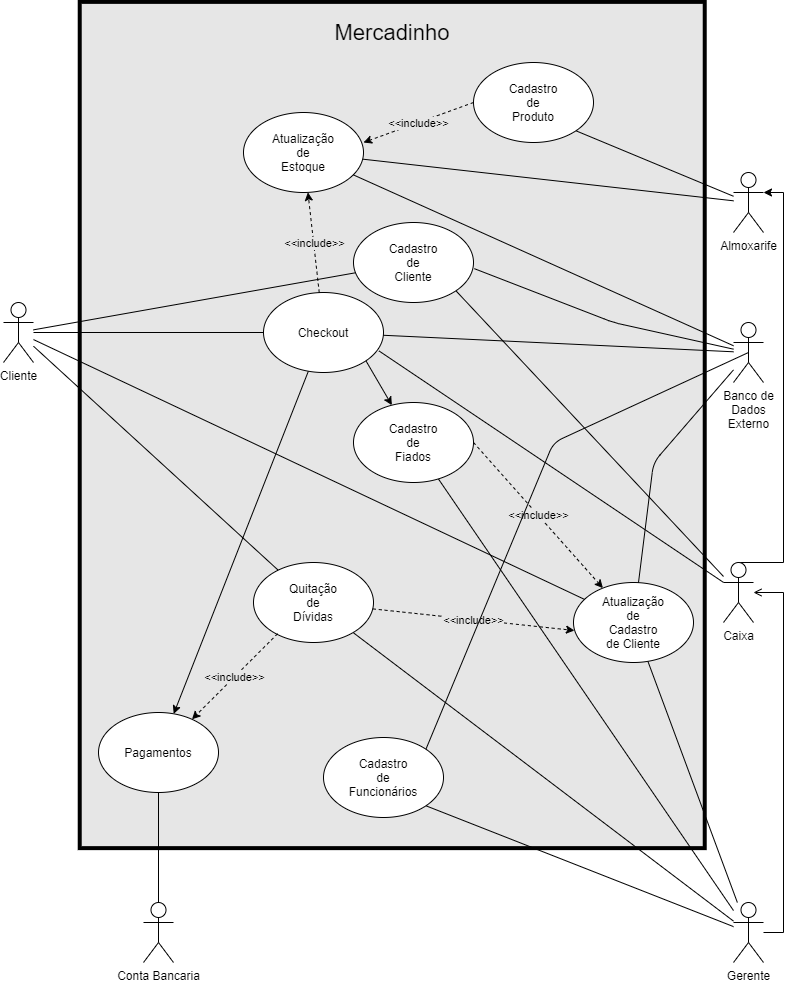 Mercadinho
Cadastro
de
Produto
<<include>>
Atualização
de
Estoque
Almoxarife
<<include>>
Cadastro
de
Cliente
Checkout
Cliente
Banco de
Dados
Externo
Cadastro
de
Fiados
<<include>>
Quitação
de
Dívidas
Atualização
de
Cadastro
de Cliente
<<include>>
Caixa
<<include>>
Pagamentos
Cadastro
de
Funcionários
Conta Bancaria
Gerente